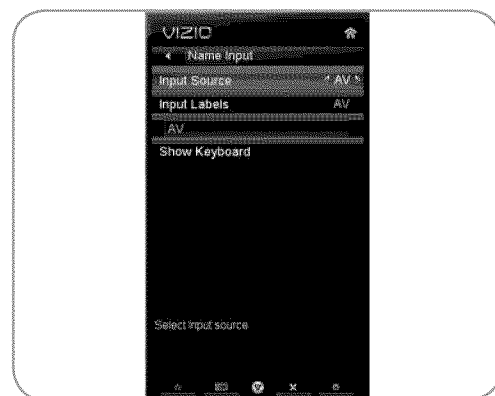 VIZIO
Name Input
Input Source AV
Input Labels AV
AV
Show Keyboard
Select input source